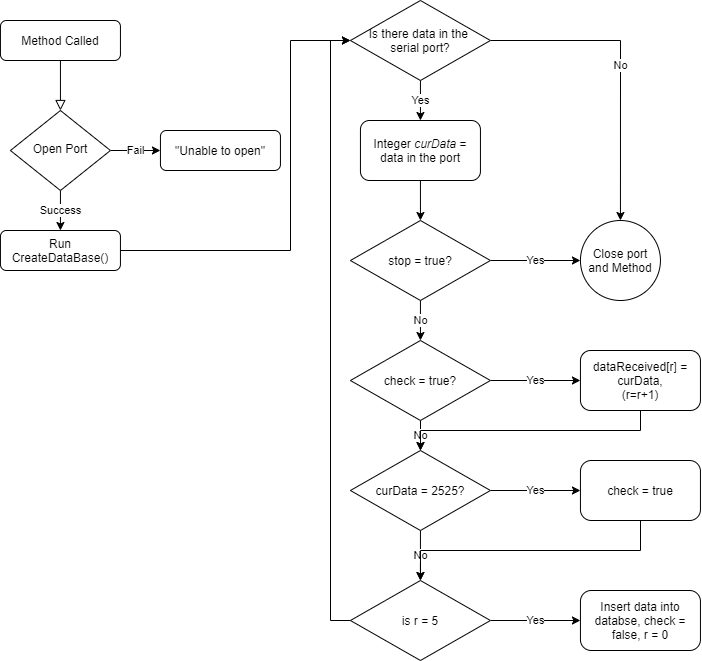 Method Called
Open Port
Fail
"Unable to open"
Success
Run
CreateDataBase()
Is there data in the
serial port?
No
Yes
Integer curData =
data in the port
stop = true?
Yes
Close port
and Method
No
check = true?
Yes
dataReceived[r] =
curData,
(r=r+1)
No
curData = 2525?
Yes
check = true
No
is r = 5
Yes
Insert data into
databse, check =
false, r = 0